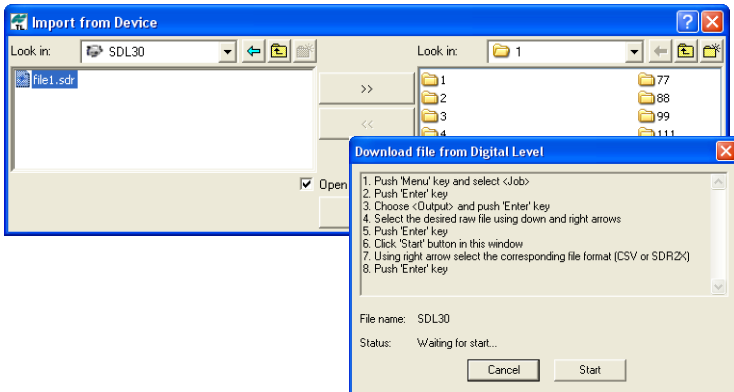 TL Import from Device
Look in: SDL30 Look in: 1
file1.sdr
>>
<<
1 77
2 88
3 99
4 111
Open
Download file from Digital Level
1. Push 'Menu' key and select <Job>
2. Push 'Enter' key
3. Choose <Output> and push 'Enter' key
4. Select the desired raw file using down and right arrows
5. Push 'Enter' key
6. Click 'Start' button in this window
7. Using right arrow select the corresponding file format (CSV or SDR2X)
8. Push 'Enter' key
File name: SDL30
Status: Waiting for start...
Cancel Start